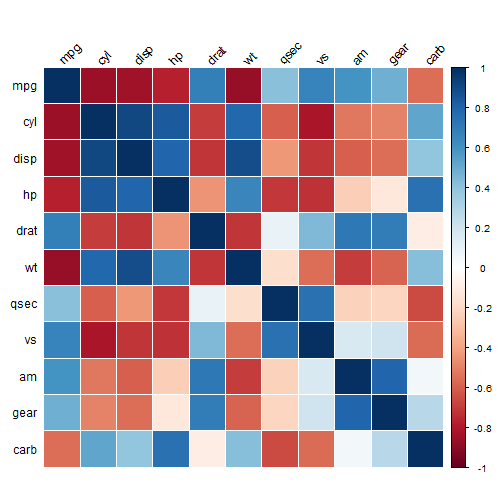 mpg cyl disp hp drat wt qsec vs am gear carb
mpg
cyl
disp
hp
drat
wt
qsec
vs
am
gear
carb
1
0.8
0.6
0.4
0.2
0
-0.2
-0.4
-0.6
-0.8
-1